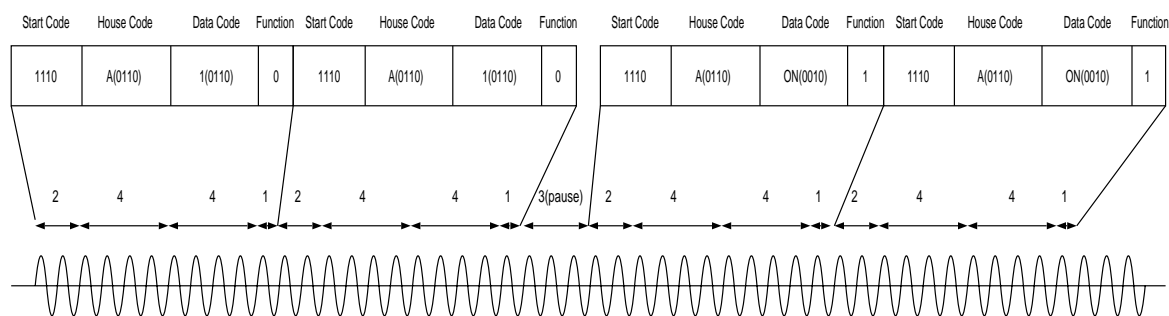 Start Code House Code Data Code Function Start Code House Code Data Code Function Start Code House Code Data Code Function Start Code House Code Data Code Function
1110 A(0110) 1(0110) 0 1110 A(0110) 1(0110) 0 1110 A(0110) ON(0010) 1 1110 A(0110) ON(0010) 1
2 4 4 1 2 4 4 1 3(pause) 2 4 4 1 2 4 4 1